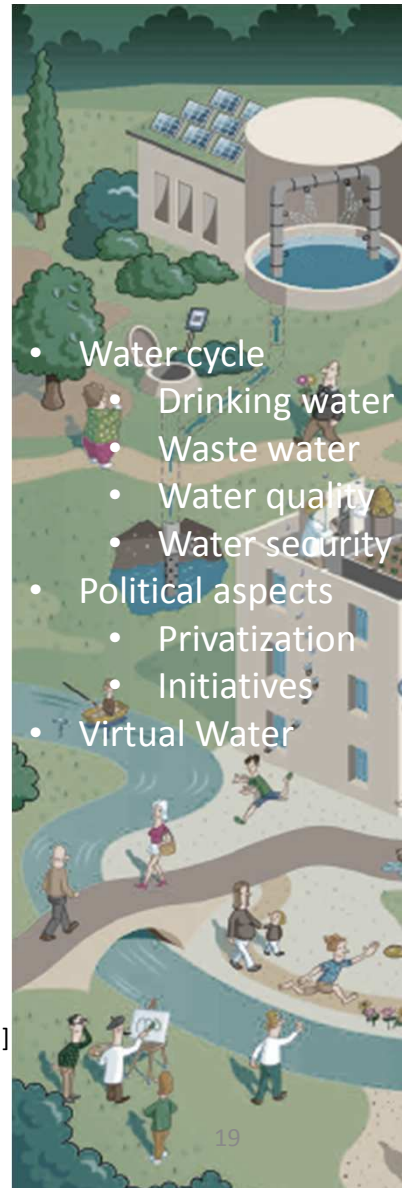 • Water cycle
• Drinking water
• Waste water
• Water quality
• Water security
• Political aspects
• Privatization
• Initiatives
• Virtual Water
]
19